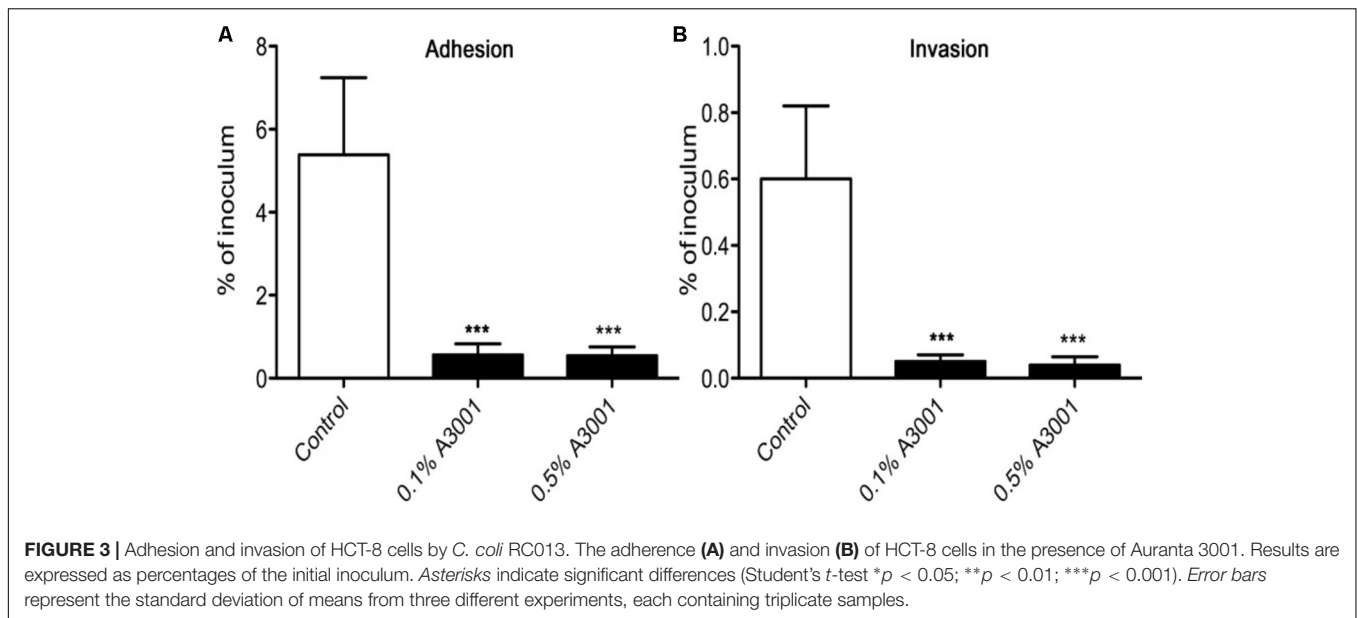 A
Adhesion
% of inoculum
8
6
4
2
0
***
***
Control
0.1% A3001
0.5% A3001
B
Invasion
% of inoculum
1.0
0.8
0.6
0.4
0.2
0.0
***
***
Control
0.1% A3001
0.5% A3001
FIGURE 3 | Adhesion and invasion of HCT-8 cells by C. coli RC013. The adherence (A) and invasion (B) of HCT-8 cells in the presence of Auranta 3001. Results are
expressed as percentages of the initial inoculum. Asterisks indicate significant differences (Student's t-test *p < 0.05; **p < 0.01; ***p < 0.001). Error bars
represent the standard deviation of means from three different experiments, each containing triplicate samples.